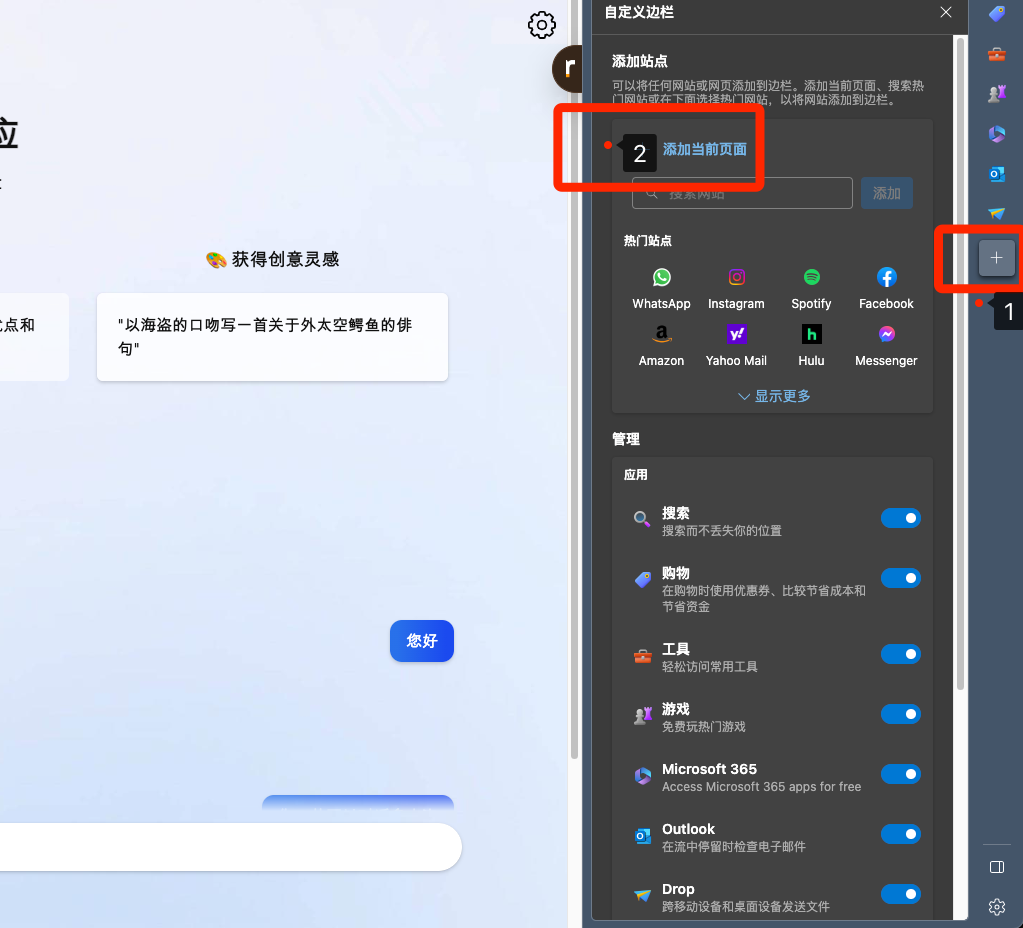 应
🎨 获得创意灵感
点和
"以海盗的口吻写一首关于外太空鳄鱼的俳
句"
您好
r
自定义边栏
添加站点
可以将任何网站或网页添加到边栏。添加当前页面、搜索热
门网站或在下面选择热门网站，以将网站添加到边栏。
2
添加当前页面
搜索网站
添加
热门站点
WhatsApp
Instagram
Spotify
Facebook
Amazon
Yahoo Mail
Hulu
Messenger
显示更多
管理
应用
搜索
搜索而不丢失你的位置
购物
在购物时使用优惠券、比较节省成本和
节省资金
工具
轻松访问常用工具
游戏
免费玩热门游戏
Microsoft 365
Access Microsoft 365 apps for free
Outlook
在流中停留时检查电子邮件
Drop
跨移动设备和桌面设备发送文件
1